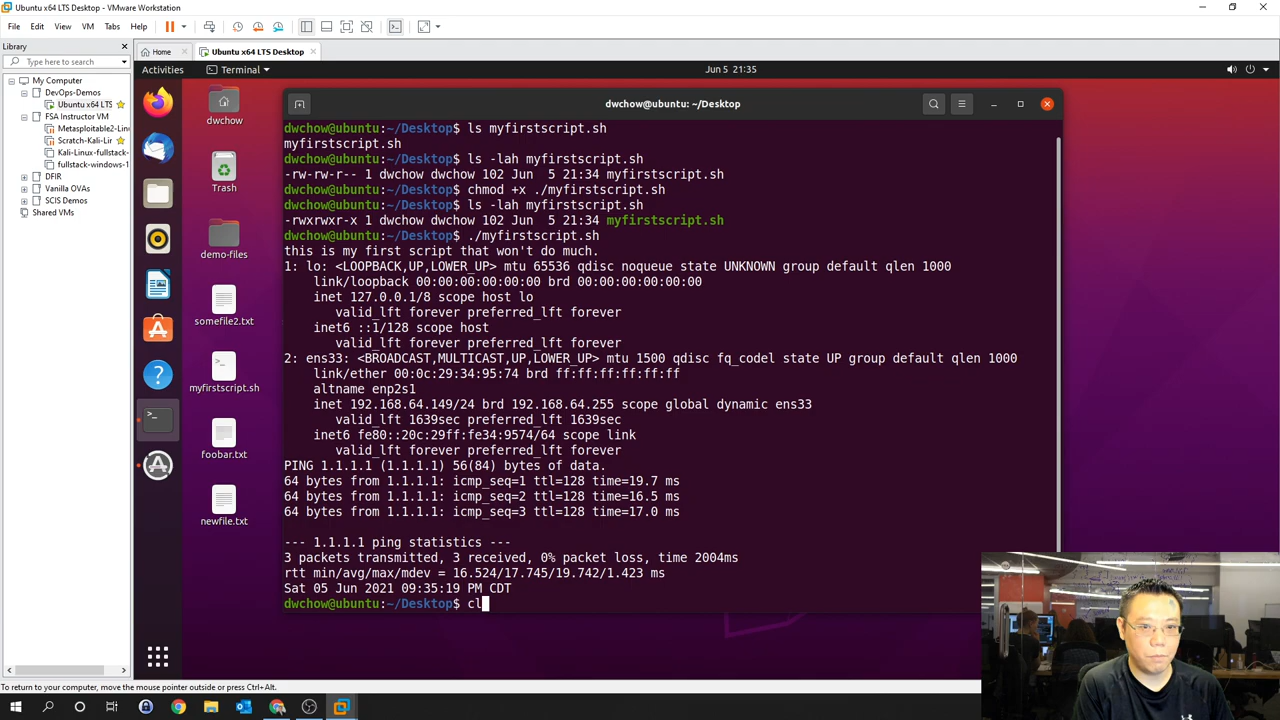 Ubuntu x64 LTS Desktop - VMware Workstation
File Edit View VM Tabs Help
Library
Type here to search
My Computer
DevOps-Demos
Ubuntu x64 LTS
FSA Instructor VM
Metasploitable2-Lin
Scratch-Kali-Lir
Kali-Linux-fullstack-
fullstack-windows-1
DFIR
Vanilla OVAs
SCIS Demos
Shared VMs
Home
Ubuntu x64 LTS Desktop
Activities
Terminal
Jun 5 21:35
dwchow
Trash
demo-files
somefile2.txt
myfirstscript.sh
foobar.txt
newfile.txt
dwchow@ubuntu: ~/Desktop
dwchow@ubuntu:~/Desktop$ ls myfirstscript.sh
myfirstscript.sh
dwchow@ubuntu:~/Desktop$ ls -lah myfirstscript.sh
-rw-rw-r-- 1 dwchow dwchow 102 Jun  5 21:34 myfirstscript.sh
dwchow@ubuntu:~/Desktop$ chmod +x ./myfirstscript.sh
dwchow@ubuntu:~/Desktop$ ls -lah myfirstscript.sh
-rwxrwxr-x 1 dwchow dwchow 102 Jun  5 21:34 myfirstscript.sh
dwchow@ubuntu:~/Desktop$ ./myfirstscript.sh
this is my first script that won't do much.
1: lo: <LOOPBACK,UP,LOWER_UP> mtu 65536 qdisc noqueue state UNKNOWN group default qlen 1000
link/loopback 00:00:00:00:00:00 brd 00:00:00:00:00:00
inet 127.0.0.1/8 scope host lo
valid_lft forever preferred_lft forever
inet6 ::1/128 scope host
valid_lft forever preferred_lft forever
2: ens33: <BROADCAST,MULTICAST,UP,LOWER_UP> mtu 1500 qdisc fq_codel state UP group default qlen 1000
link/ether 00:0c:29:34:95:74 brd ff:ff:ff:ff:ff:ff
altname enp2s1
inet 192.168.64.149/24 brd 192.168.64.255 scope global dynamic ens33
valid_lft 1639sec preferred_lft 1639sec
inet6 fe80::20c:29ff:fe34:9574/64 scope link
valid_lft forever preferred_lft forever
PING 1.1.1.1 (1.1.1.1) 56(84) bytes of data.
64 bytes from 1.1.1.1: icmp_seq=1 ttl=128 time=19.7 ms
64 bytes from 1.1.1.1: icmp_seq=2 ttl=128 time=16.5 ms
64 bytes from 1.1.1.1: icmp_seq=3 ttl=128 time=17.0 ms
--- 1.1.1.1 ping statistics ---
3 packets transmitted, 3 received, 0% packet loss, time 2004ms
rtt min/avg/max/mdev = 16.524/17.745/19.742/1.423 ms
Sat 05 Jun 2021 09:35:19 PM CDT
dwchow@ubuntu:~/Desktop$ cl
To return to your computer, move the mouse pointer outside or press Ctrl+Alt.